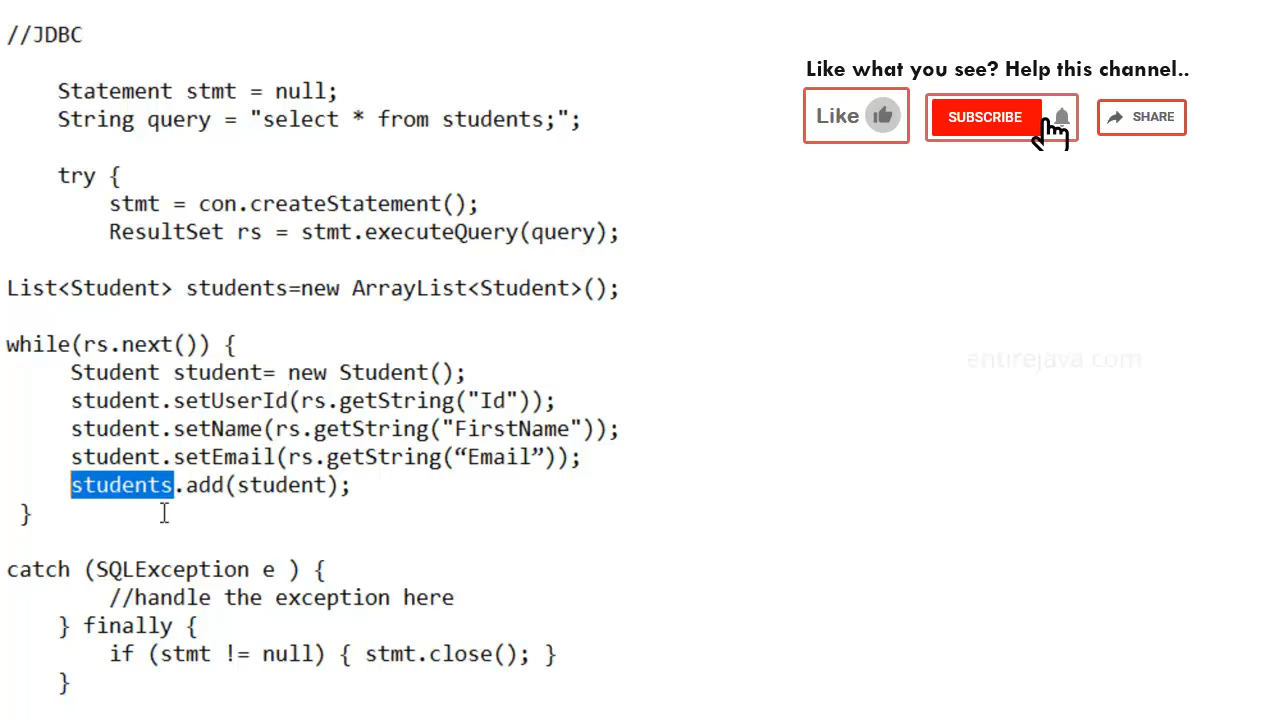 //JDBC
Statement stmt = null;
String query = "select * from students;";
try {
stmt = con.createStatement();
ResultSet rs = stmt.executeQuery(query);
List<Student> students=new ArrayList<Student>();
while(rs.next()) {
Student student= new Student();
student.setUserId(rs.getString("Id"));
student.setName(rs.getString("FirstName"));
student.setEmail(rs.getString(“Email”));
students.add(student);
}
catch (SQLException e ) {
//handle the exception here
} finally {
if (stmt != null) { stmt.close(); }
}
Like what you see? Help this channel..
Like
SUBSCRIBE
SHARE
entirejava.com